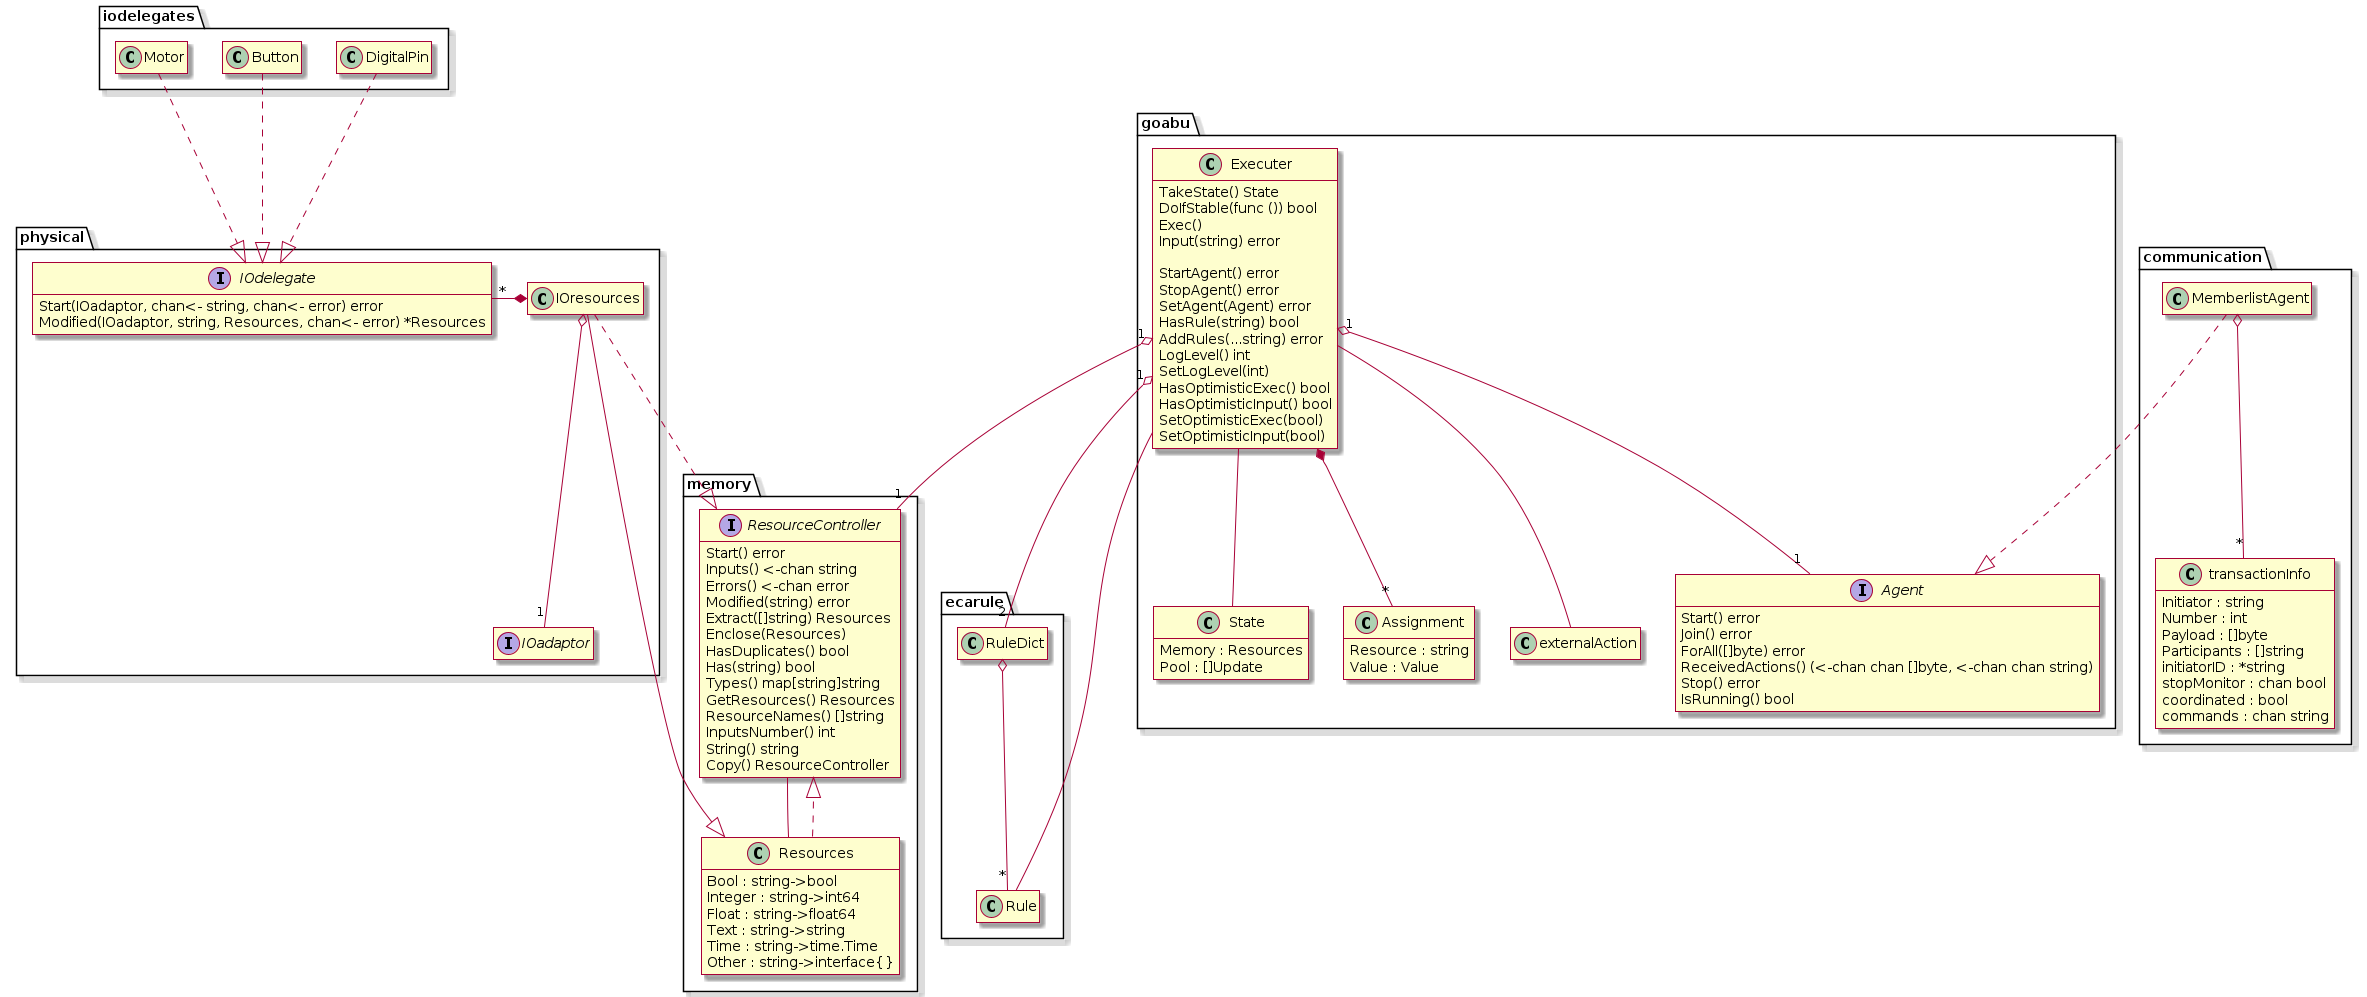 iodelegates
C Motor
C Button
C DigitalPin
physical
I IOdelegate
Start(IOadaptor, chan<- string, chan<- error) error
Modified(IOadaptor, string, Resources, chan<- error) *Resources
*
C IOresources
1
I IOadaptor
memory
1
I ResourceController
Start() error
Inputs() <-chan string
Errors() <-chan error
Modified(string) error
Extract([]string) Resources
Enclose(Resources)
HasDuplicates() bool
Has(string) bool
Types() map[string]string
GetResources() Resources
ResourceNames() []string
InputsNumber() int
String() string
Copy() ResourceController
C Resources
Bool : string->bool
Integer : string->int64
Float : string->float64
Text : string->string
Time : string->time.Time
Other : string->interface{ }
ecarule
2
C RuleDict
*
C Rule
goabu
C Executer
TakeState() State
DoIfStable(func ()) bool
Exec()
Input(string) error
StartAgent() error
StopAgent() error
SetAgent(Agent) error
HasRule(string) bool
AddRules(...string) error
LogLevel() int
SetLogLevel(int)
HasOptimisticExec() bool
HasOptimisticInput() bool
SetOptimisticExec(bool)
SetOptimisticInput(bool)
1
1
1
C State
Memory : Resources
Pool : []Update
*
C Assignment
Resource : string
Value : Value
C externalAction
1
I Agent
Start() error
Join() error
ForAll([]byte) error
ReceivedActions() (<-chan chan []byte, <-chan chan string)
Stop() error
IsRunning() bool
communication
C MemberlistAgent
*
C transactionInfo
Initiator : string
Number : int
Payload : []byte
Participants : []string
initiatorID : *string
stopMonitor : chan bool
coordinated : bool
commands : chan string